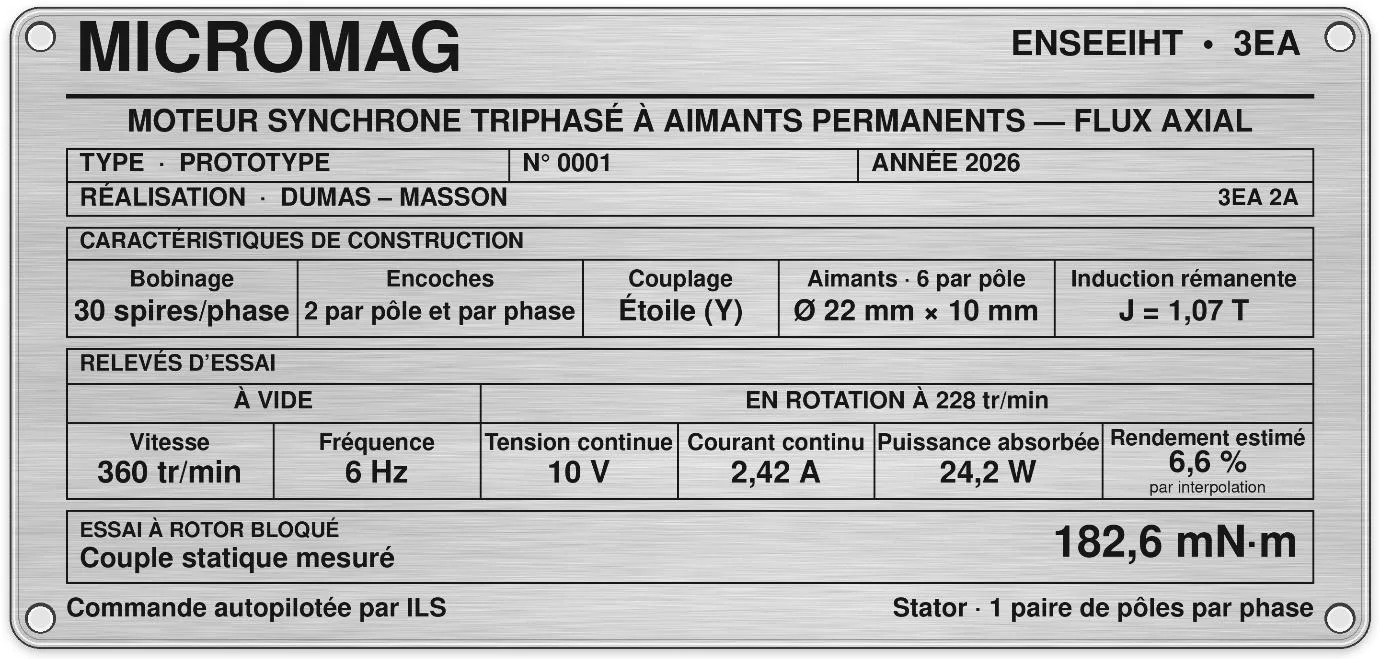 MICROMAG
ENSEEIHT • 3EA
MOTEUR SYNCHRONE TRIPHASÉ À AIMANTS PERMANENTS — FLUX AXIAL
TYPE · PROTOTYPE
N° 0001
ANNÉE 2026
RÉALISATION · DUMAS – MASSON
3EA 2A
CARACTÉRISTIQUES DE CONSTRUCTION
Bobinage
30 spires/phase
Encoches
2 par pôle et par phase
Couplage
Étoile (Y)
Aimants · 6 par pôle
Ø 22 mm × 10 mm
Induction rémanente
J = 1,07 T
RELEVÉS D’ESSAI
À VIDE
EN ROTATION À 228 tr/min
Vitesse
360 tr/min
Fréquence
6 Hz
Tension continue
10 V
Courant continu
2,42 A
Puissance absorbée
24,2 W
Rendement estimé
6,6 %
par interpolation
ESSAI À ROTOR BLOQUÉ
Couple statique mesuré
182,6 mN·m
Commande autopilotée par ILS
Stator · 1 paire de pôles par phase